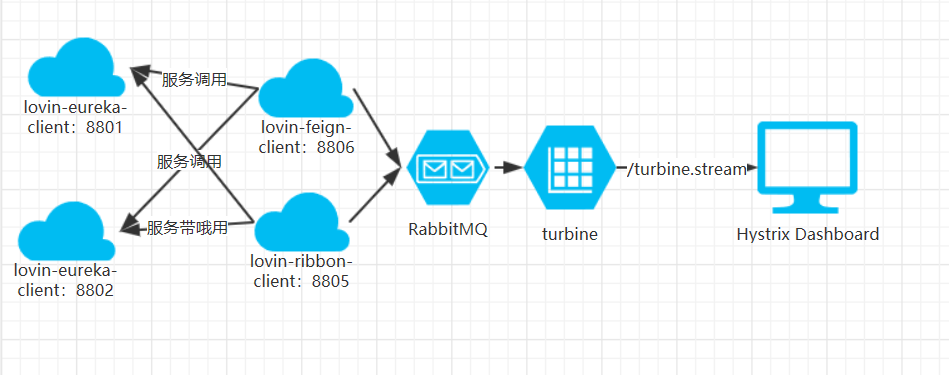 服务调用
lovin-eureka-
client：8801
lovin-feign-
client：8806
服务调用
/turbine.stream
服务带哦用
RabbitMQ
turbine
Hystrix Dashboard
lovin-eureka-
client：8802
lovin-ribbon-
client：8805